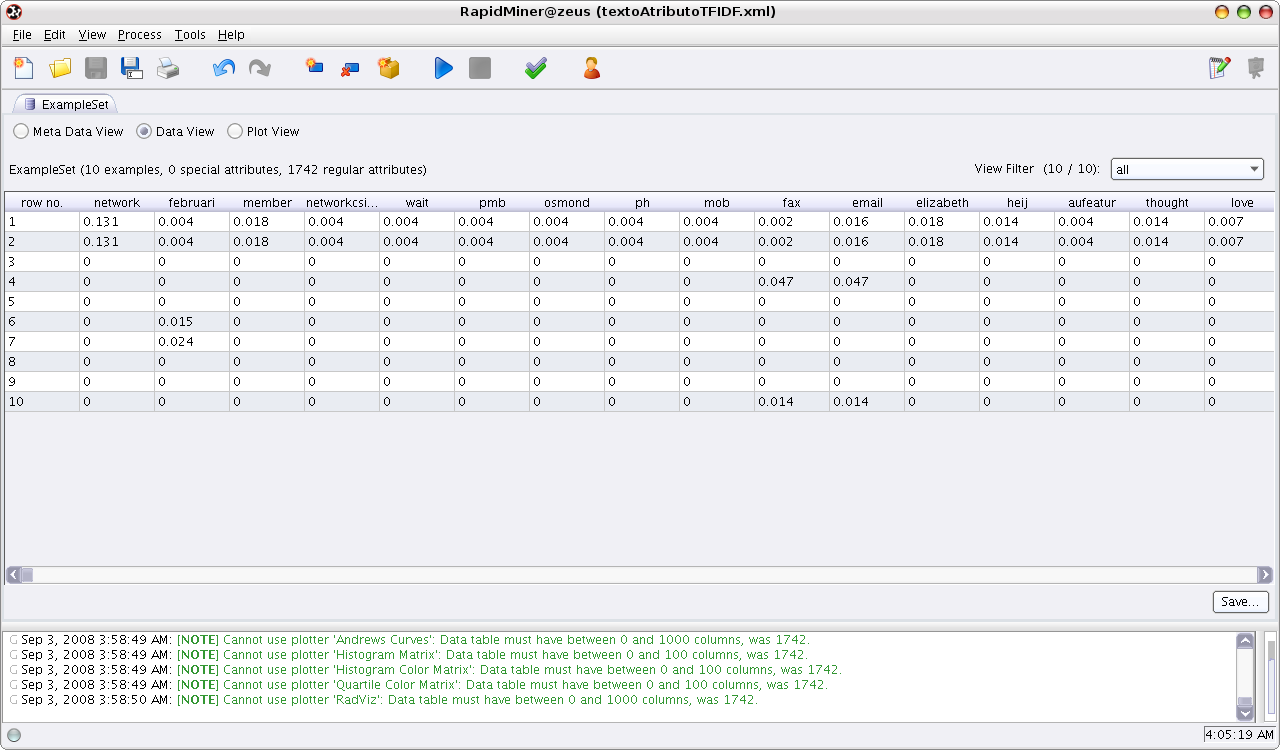 RapidMiner@zeus (textoAtributoTFIDF.xml)
File Edit View Process Tools Help
ExampleSet
Meta Data View Data View Plot View
ExampleSet (10 examples, 0 special attributes, 1742 regular attributes) View Filter (10 / 10): all
row no. network februari member networkcsi... wait pmb osmond ph mob fax email elizabeth heij aufeatur thought love
1 0.131 0.004 0.018 0.004 0.004 0.004 0.004 0.004 0.004 0.002 0.016 0.018 0.014 0.004 0.014 0.007
2 0.131 0.004 0.018 0.004 0.004 0.004 0.004 0.004 0.004 0.002 0.016 0.018 0.014 0.004 0.014 0.007
3 0 0 0 0 0 0 0 0 0 0 0 0 0 0 0 0
4 0 0 0 0 0 0 0 0 0 0.047 0.047 0 0 0 0 0
5 0 0 0 0 0 0 0 0 0 0 0 0 0 0 0 0
6 0 0.015 0 0 0 0 0 0 0 0 0 0 0 0 0 0
7 0 0.024 0 0 0 0 0 0 0 0 0 0 0 0 0 0
8 0 0 0 0 0 0 0 0 0 0 0 0 0 0 0 0
9 0 0 0 0 0 0 0 0 0 0 0 0 0 0 0 0
10 0 0 0 0 0 0 0 0 0 0.014 0.014 0 0 0 0 0
Save...
G Sep 3, 2008 3:58:49 AM: [NOTE] Cannot use plotter 'Andrews Curves': Data table must have between 0 and 1000 columns, was 1742.
G Sep 3, 2008 3:58:49 AM: [NOTE] Cannot use plotter 'Histogram Matrix': Data table must have between 0 and 100 columns, was 1742.
G Sep 3, 2008 3:58:49 AM: [NOTE] Cannot use plotter 'Histogram Color Matrix': Data table must have between 0 and 100 columns, was 1742.
G Sep 3, 2008 3:58:49 AM: [NOTE] Cannot use plotter 'Quartile Color Matrix': Data table must have between 0 and 100 columns, was 1742.
G Sep 3, 2008 3:58:50 AM: [NOTE] Cannot use plotter 'RadViz': Data table must have between 0 and 1000 columns, was 1742.
4:05:19 AM